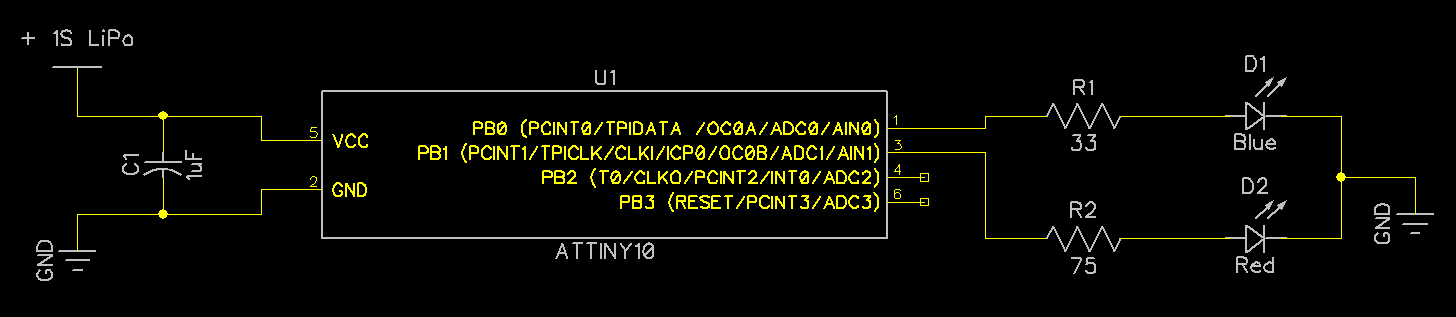 + 1S LiPo
U1
ATTINY10
5
VCC
2
GND
C1
1uF
GND
PB0 (PCINT0/TPIDATA /OC0A/ADC0/AIN0)
1
PB1 (PCINT1/TPICLK/CLKI/ICP0/OC0B/ADC1/AIN1)
3
PB2 (T0/CLKO/PCINT2/INT0/ADC2)
4
PB3 (RESET/PCINT3/ADC3)
6
R1
33
D1
Blue
R2
75
D2
Red
GND